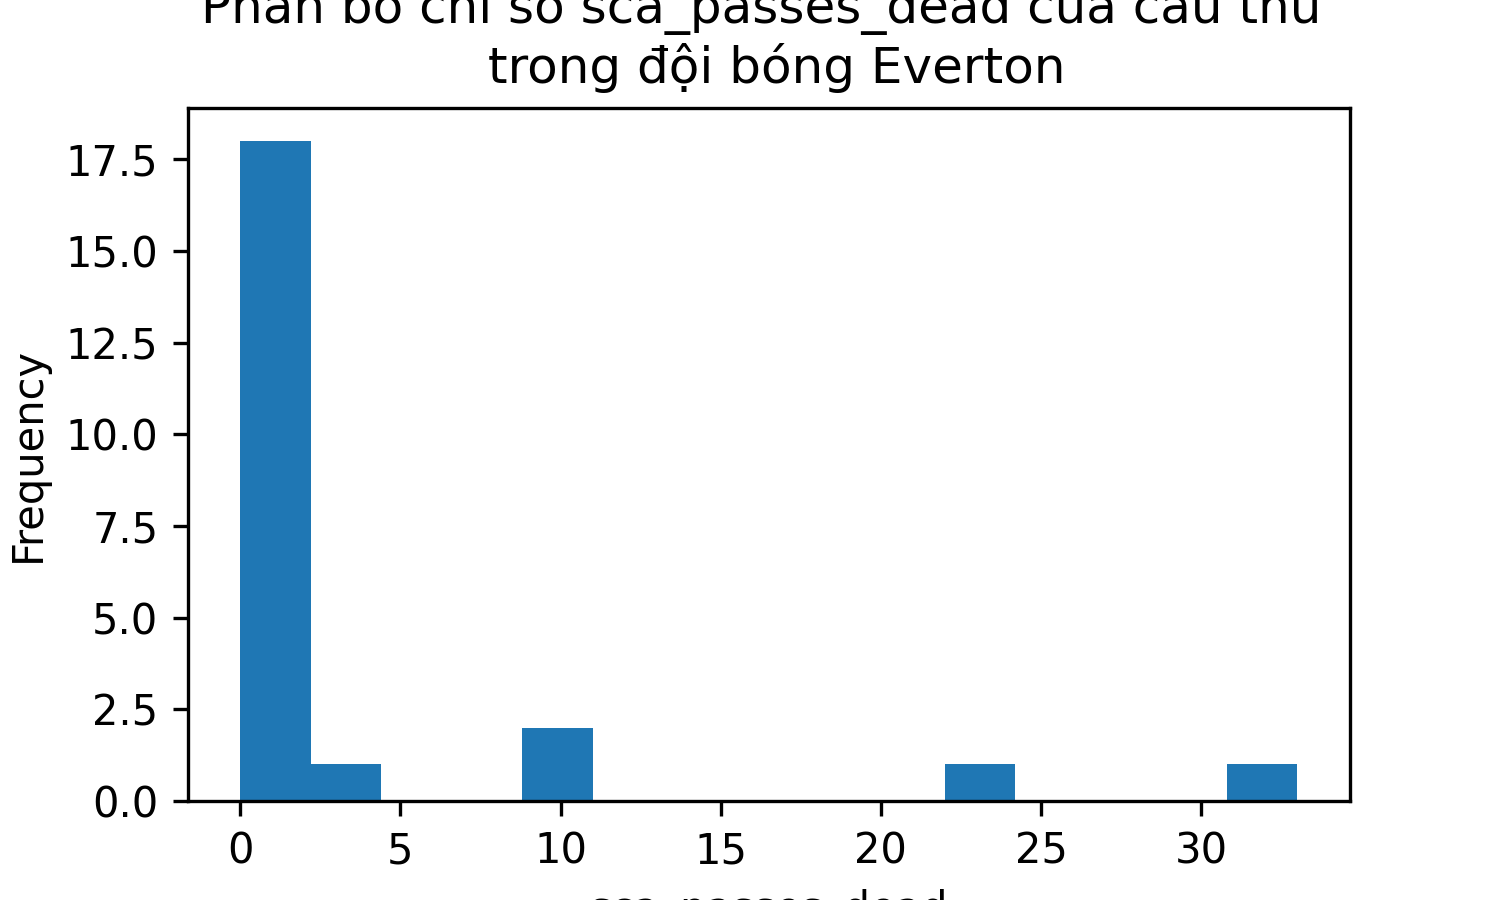 Phân bố chỉ số sca_passes_dead của cầu thủ
trong đội bóng Everton
17.5
15.0
12.5
10.0
7.5
5.0
2.5
0.0
Frequency
0 5 10 15 20 25 30
sca_passes_dead